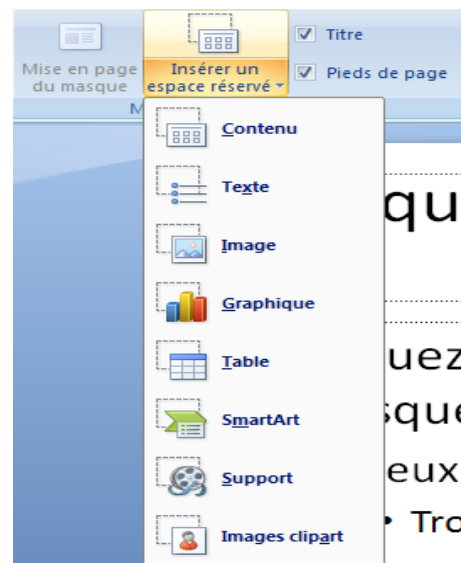 Titre
Mise en page
du masque
Insérer un
espace réservé
Pieds de page
M
Contenu
Texte
Image
Graphique
Table
SmartArt
Support
Images clipart
qu
uez
sque
eux
• Tro